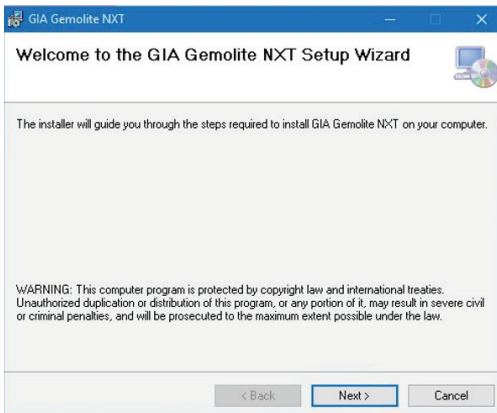 GIA Gemolite NXT
Welcome to the GIA Gemolite NXT Setup Wizard
The installer will guide you through the steps required to install GIA Gemolite NXT on your computer.
WARNING: This computer program is protected by copyright law and international treaties.
Unauthorized duplication or distribution of this program, or any portion of it, may result in severe civil
or criminal penalties, and will be prosecuted to the maximum extent possible under the law.
< Back
Next >
Cancel